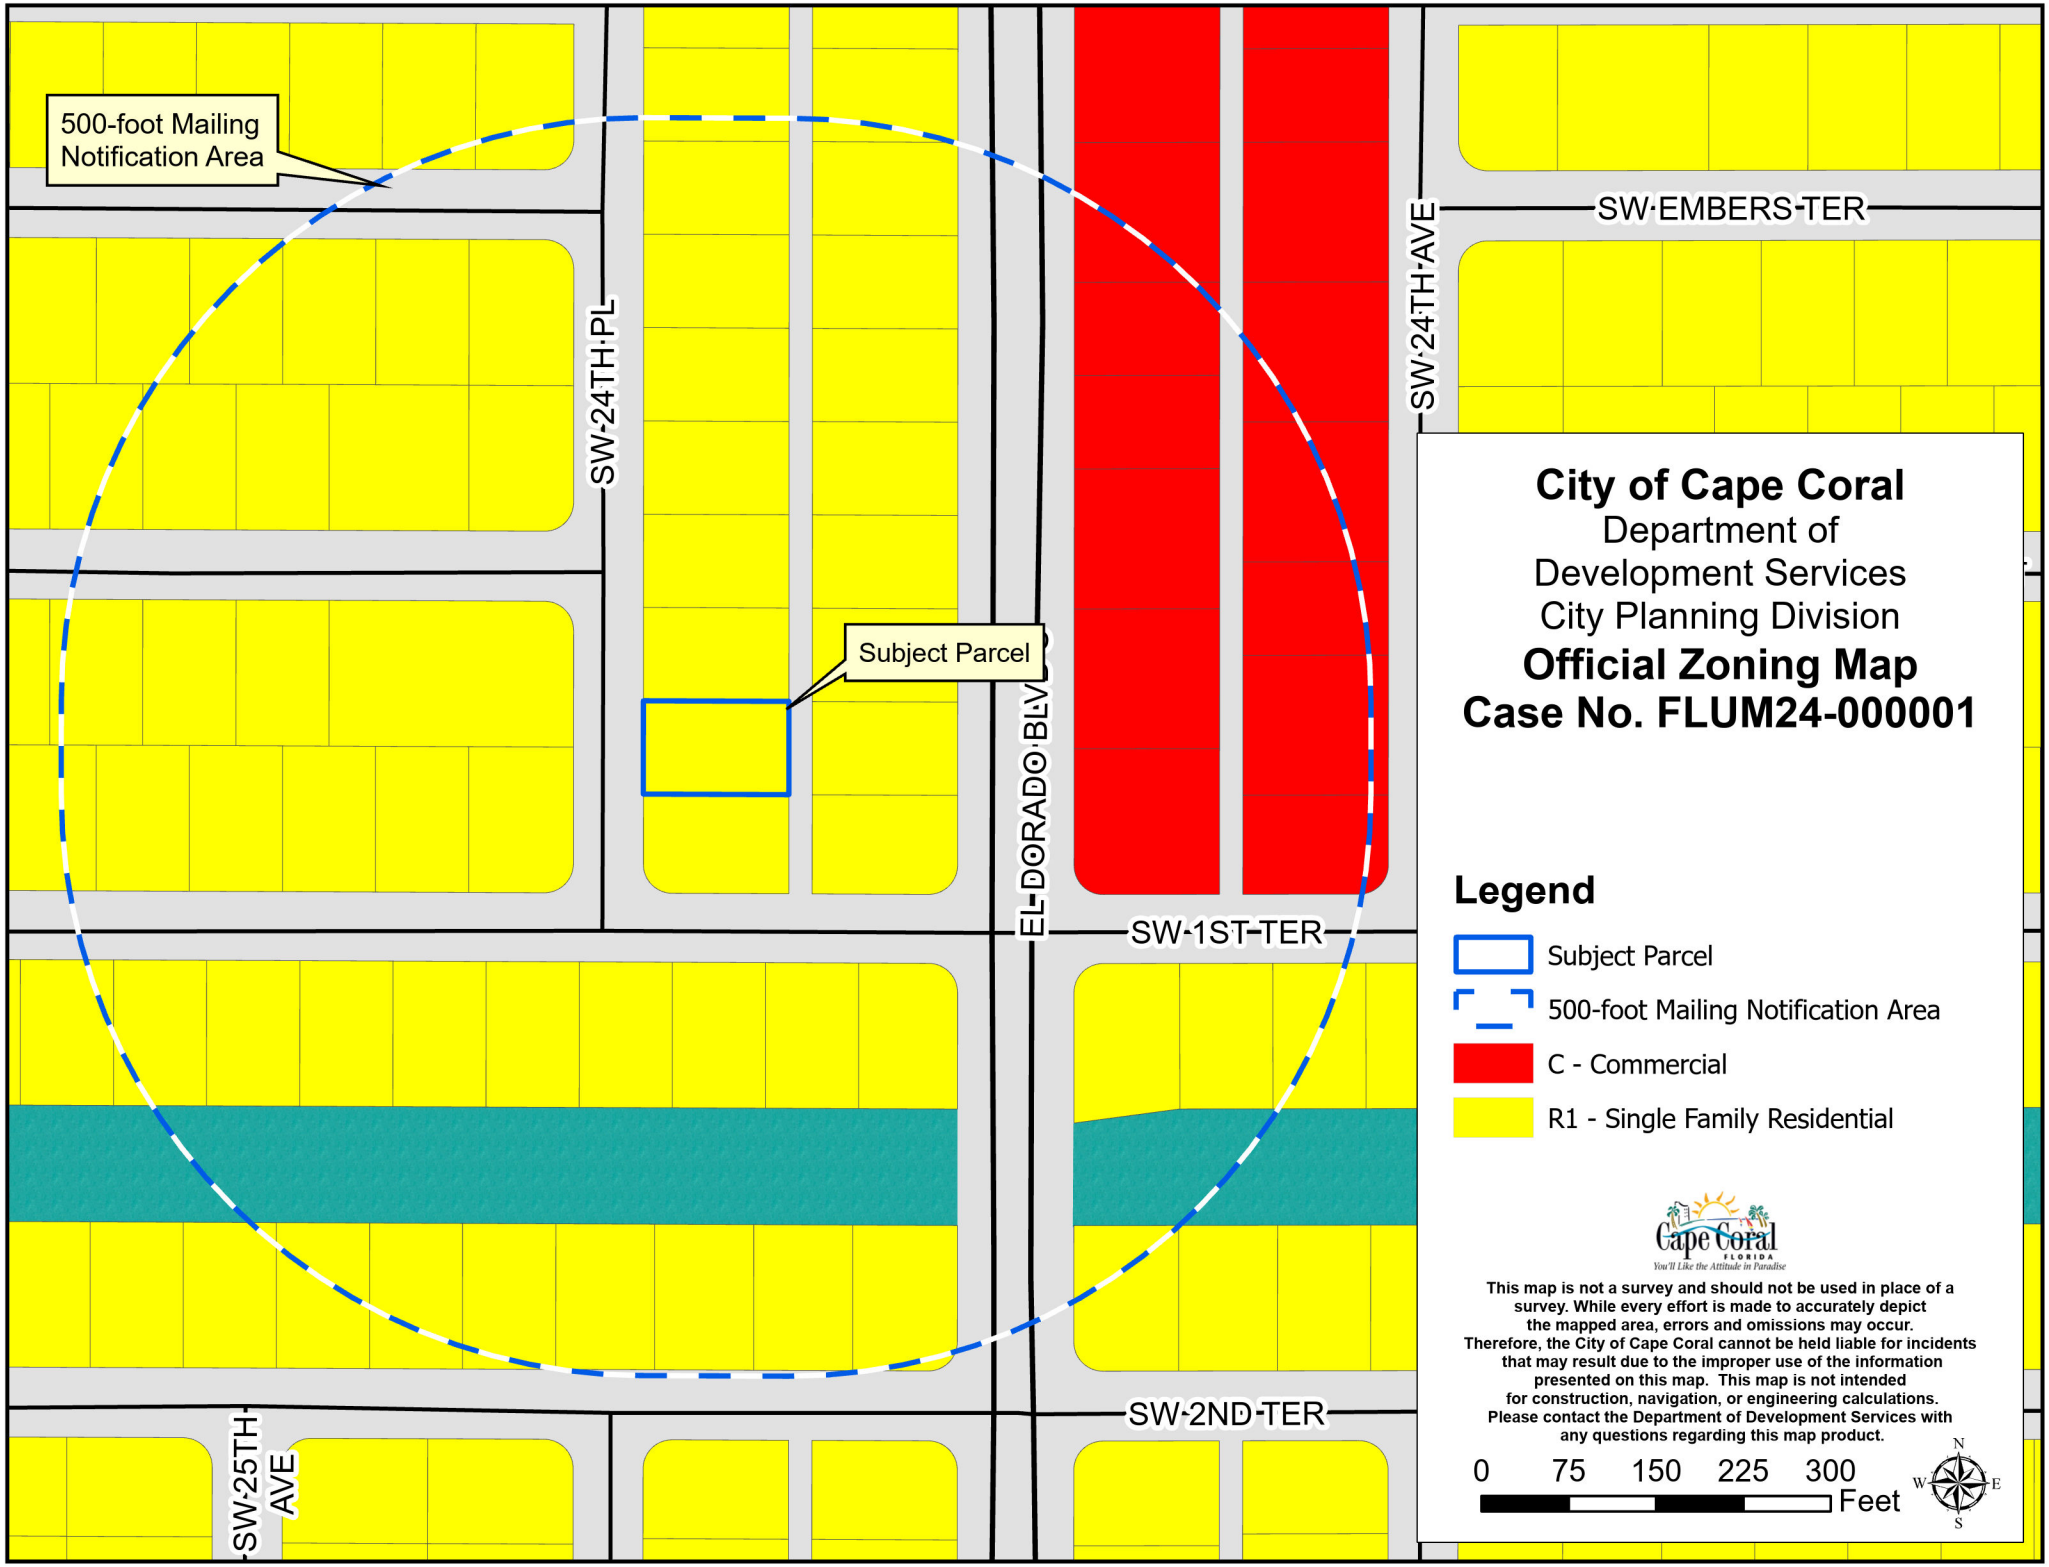 500-foot Mailing
Notification Area
SW 24TH PL
SW 24TH AVE
SW EMBERS TER
Subject Parcel
EL DORADO BLV
SW 1ST TER
SW 2ND TER
SW 25TH
AVE
City of Cape Coral
Department of
Development Services
City Planning Division
Official Zoning Map
Case No. FLUM24-000001
Legend
Subject Parcel
500-foot Mailing Notification Area
C - Commercial
R1 - Single Family Residential
Cape Coral
FLORIDA
You'll Like the Attitude in Paradise
This map is not a survey and should not be used in place of a
survey. While every effort is made to accurately depict
the mapped area, errors and omissions may occur.
Therefore, the City of Cape Coral cannot be held liable for incidents
that may result due to the improper use of the information
presented on this map. This map is not intended
for construction, navigation, or engineering calculations.
Please contact the Department of Development Services with
any questions regarding this map product.
0 75 150 225 300
Feet
N
W E
S